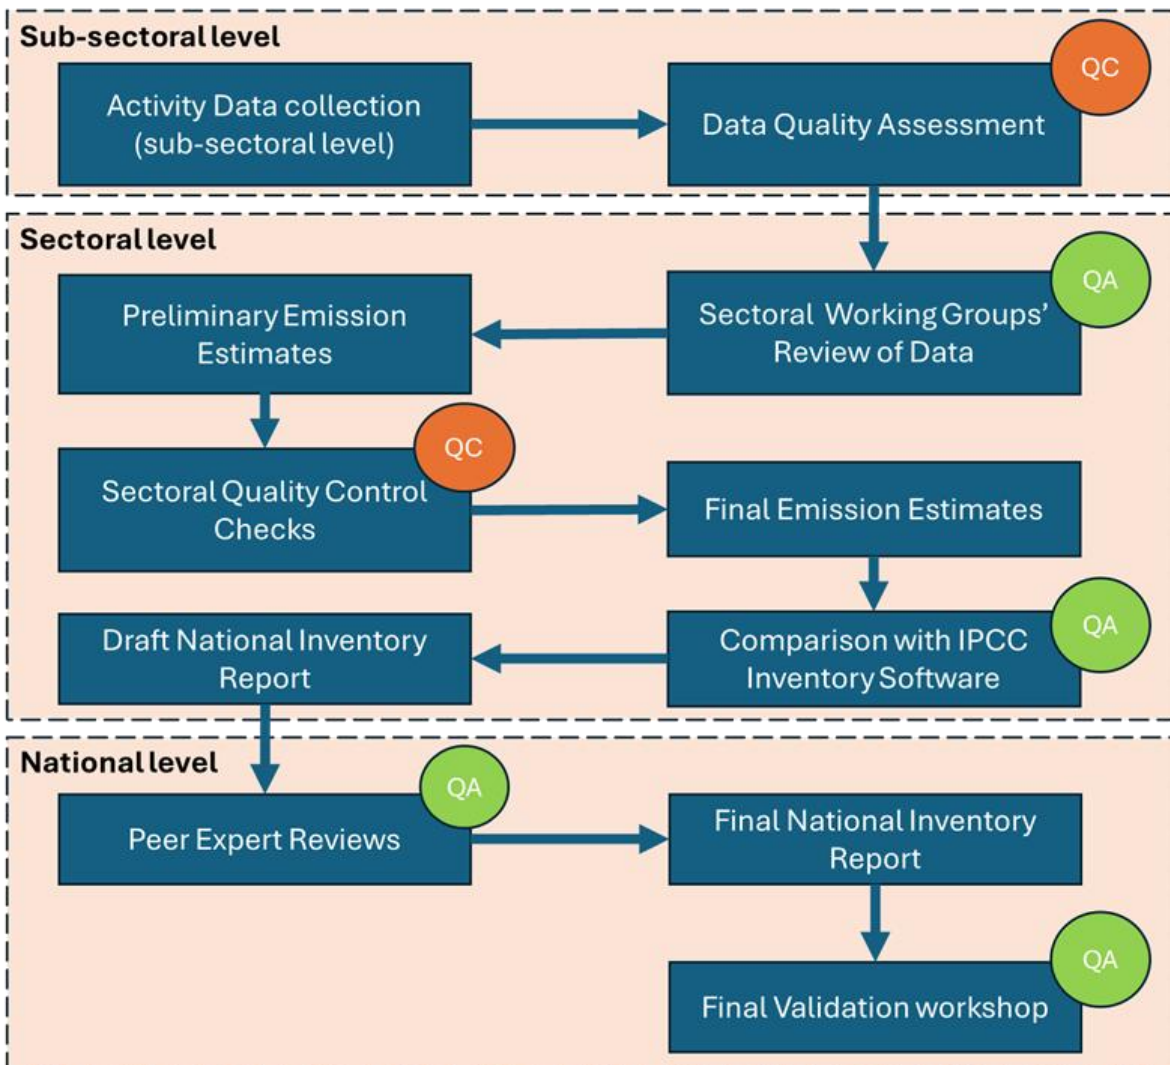 Sub-sectoral level
Activity Data collection
(sub-sectoral level)
QC
Data Quality Assessment
Sectoral level
QA
Sectoral Working Groups'
Review of Data
Preliminary Emission
Estimates
QC
Sectoral Quality Control
Checks
Final Emission Estimates
QA
Comparison with IPCC
Inventory Software
Draft National Inventory
Report
National level
QA
Peer Expert Reviews
Final National Inventory
Report
QA
Final Validation workshop